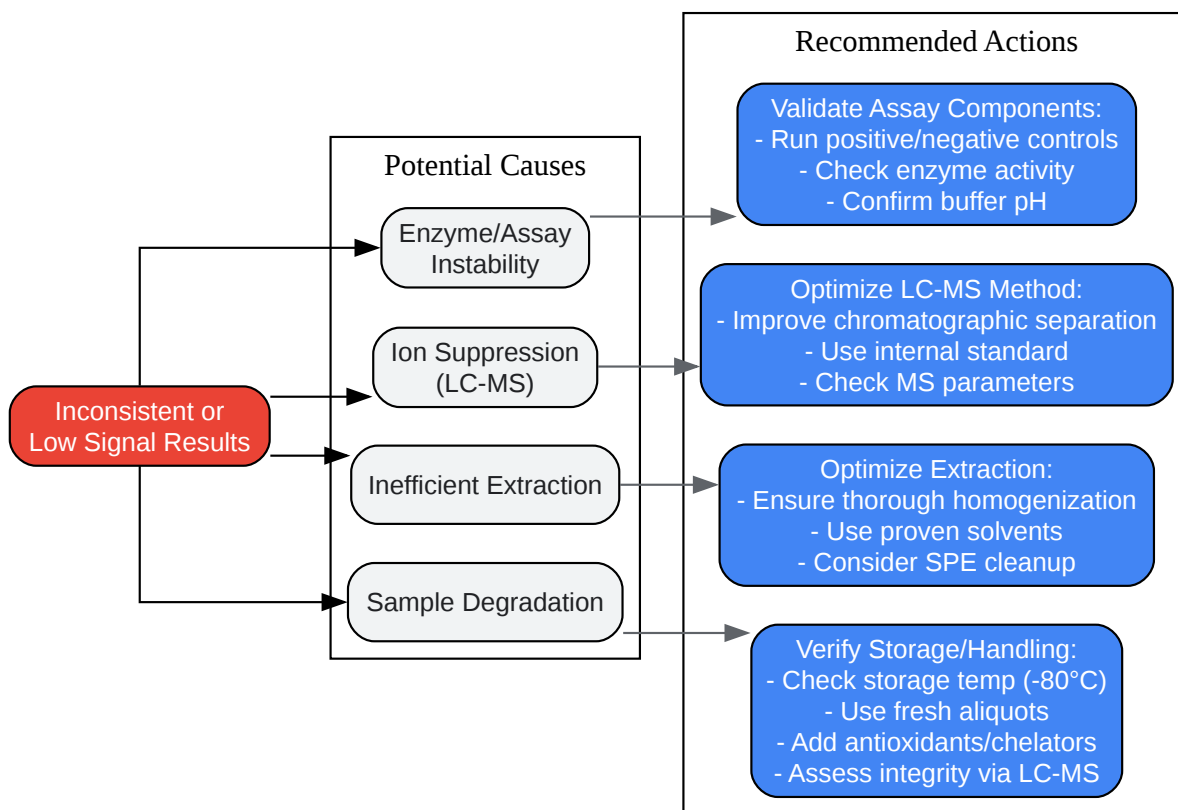 Recommended Actions
Validate Assay Components:
- Run positive/negative controls
- Check enzyme activity
- Confirm buffer pH
Potential Causes
Enzyme/Assay
Instability
Optimize LC-MS Method:
- Improve chromatographic separation
- Use internal standard
- Check MS parameters
Ion Suppression
(LC-MS)
Inconsistent or
Low Signal Results
Inefficient Extraction
Optimize Extraction:
- Ensure thorough homogenization
- Use proven solvents
- Consider SPE cleanup
Sample Degradation
Verify Storage/Handling:
- Check storage temp (-80°C)
- Use fresh aliquots
- Add antioxidants/chelators
- Assess integrity via LC-MS